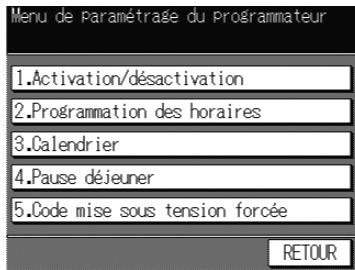 Menu de paramétrage du programmateur
1.Activation/désactivation
2.Programmation des horaires
3.Calendrier
4.Pause déjeuner
5.Code mise sous tension forcée
RETOUR